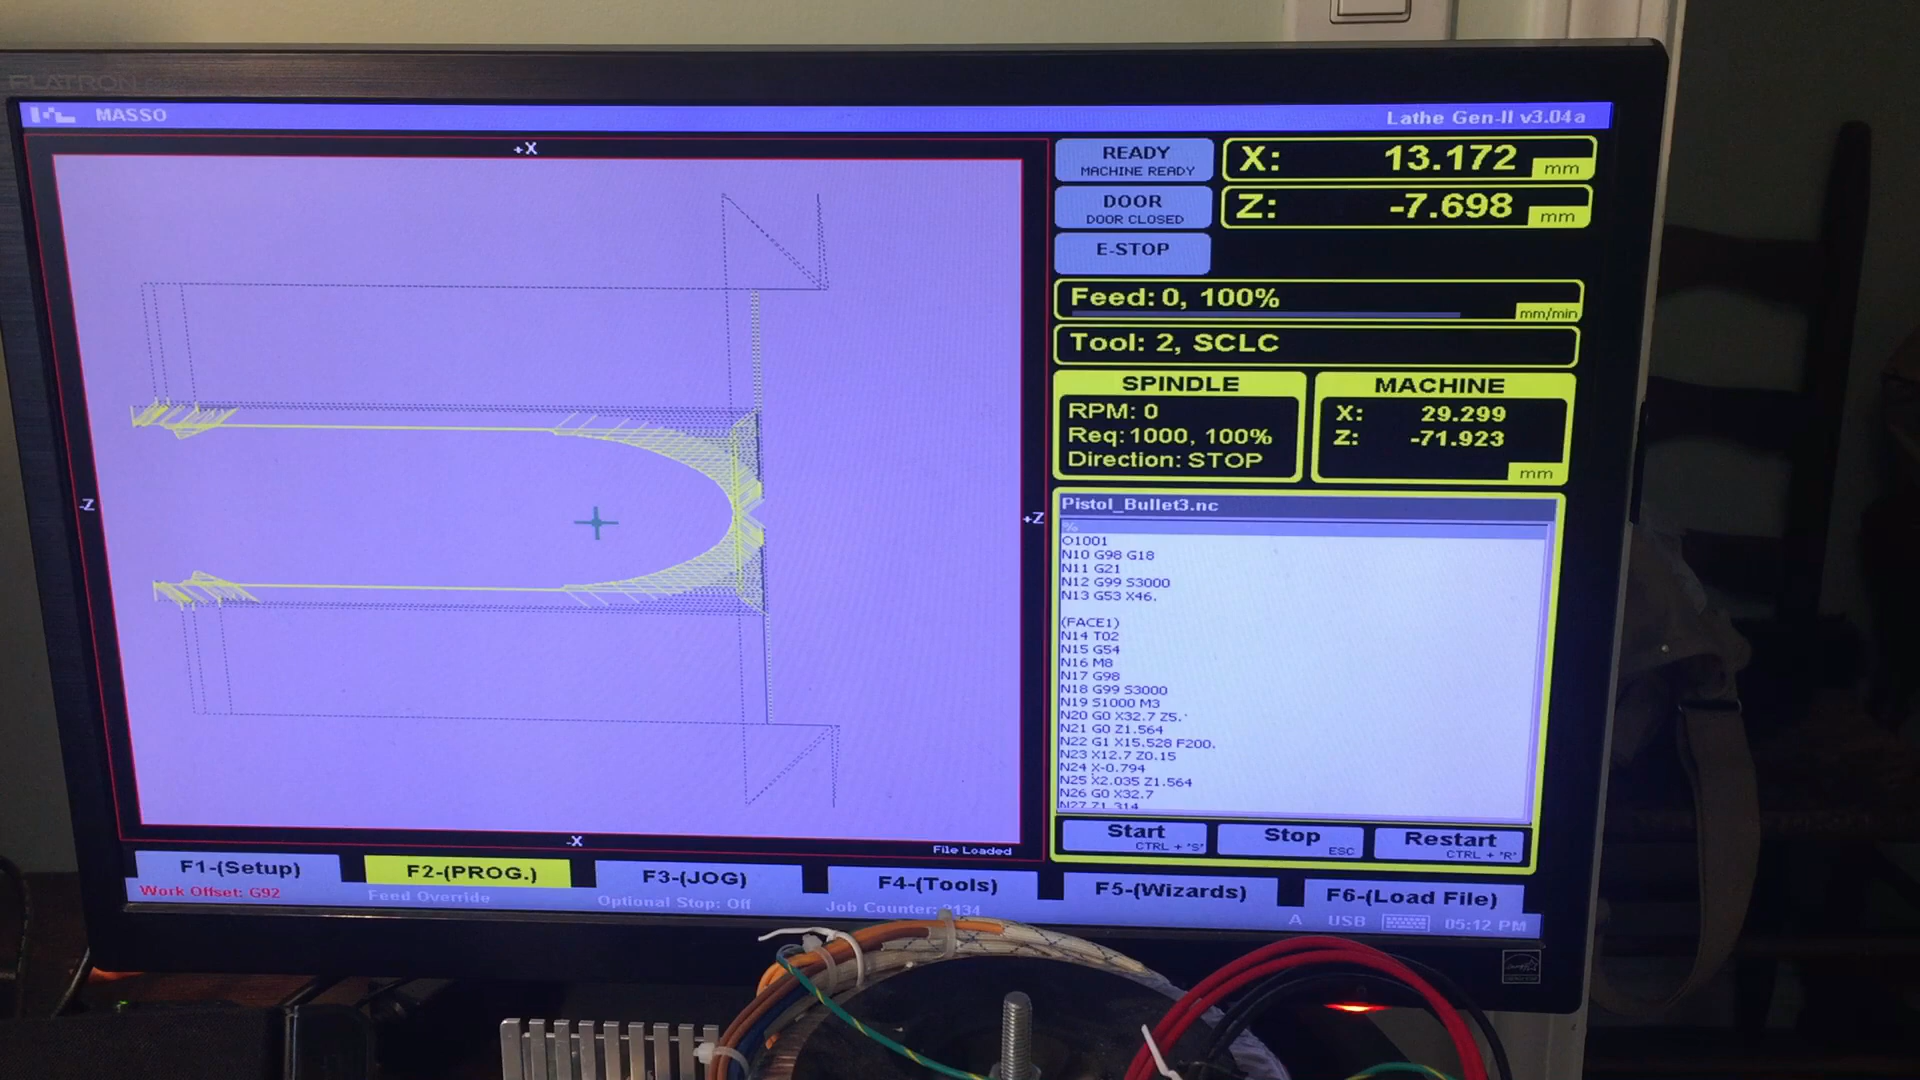 FLATRON
MASSO
Lathe Gen-II v3.04a
+X
-Z
+Z
-X
File Loaded
READY
MACHINE READY
DOOR
DOOR CLOSED
E-STOP
X: 13.172 mm
Z: -7.698 mm
Feed: 0, 100%
mm/min
Tool: 2, SCLC
SPINDLE
RPM: 0
Req: 1000, 100%
Direction: STOP
MACHINE
X: 29.299
Z: -71.923
mm
Pistol_Bullet3.nc
%
O1001
N10 G98 G18
N11 G21
N12 G99 S3000
N13 G53 X46.
(FACE1)
N14 T02
N15 G54
N16 M8
N17 G98
N18 G99 S3000
N19 S1000 M3
N20 G0 X32.7 Z5.
N21 G0 Z1.564
N22 G1 X15.528 F200.
N23 X12.7 Z0.15
N24 X-0.794
N25 X2.035 Z1.564
N26 G0 X32.7
N27 Z1.314
Start
CTRL + 'S'
Stop
ESC
Restart
CTRL + 'R'
F1-(Setup)
F2-(PROG.)
F3-(JOG)
F4-(Tools)
F5-(Wizards)
F6-(Load File)
Work Offset: G92
Feed Override
Optional Stop: Off
Job Counter:
A
USB
05:12 PM